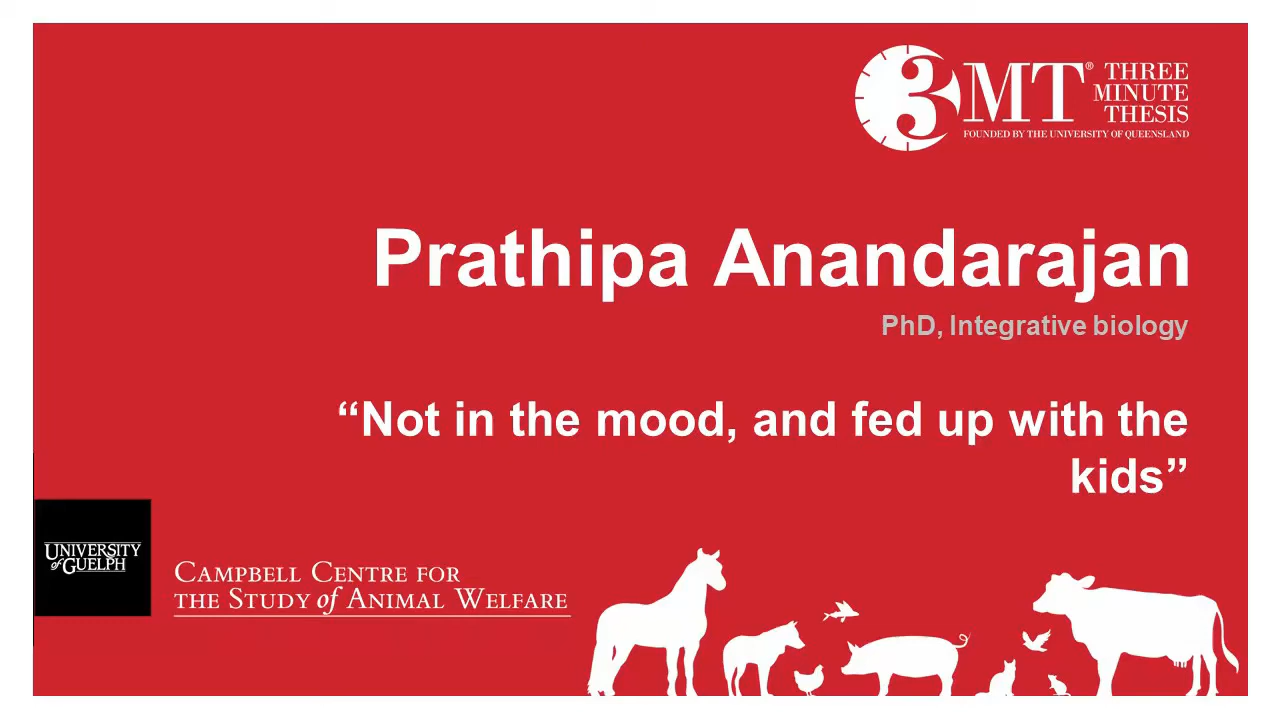 3MT® THREE
MINUTE
THESIS
FOUNDED BY THE UNIVERSITY OF QUEENSLAND
Prathipa Anandarajan
PhD, Integrative biology
“Not in the mood, and fed up with the
kids”
UNIVERSITY
of GUELPH
CAMPBELL CENTRE FOR
THE STUDY of ANIMAL WELFARE